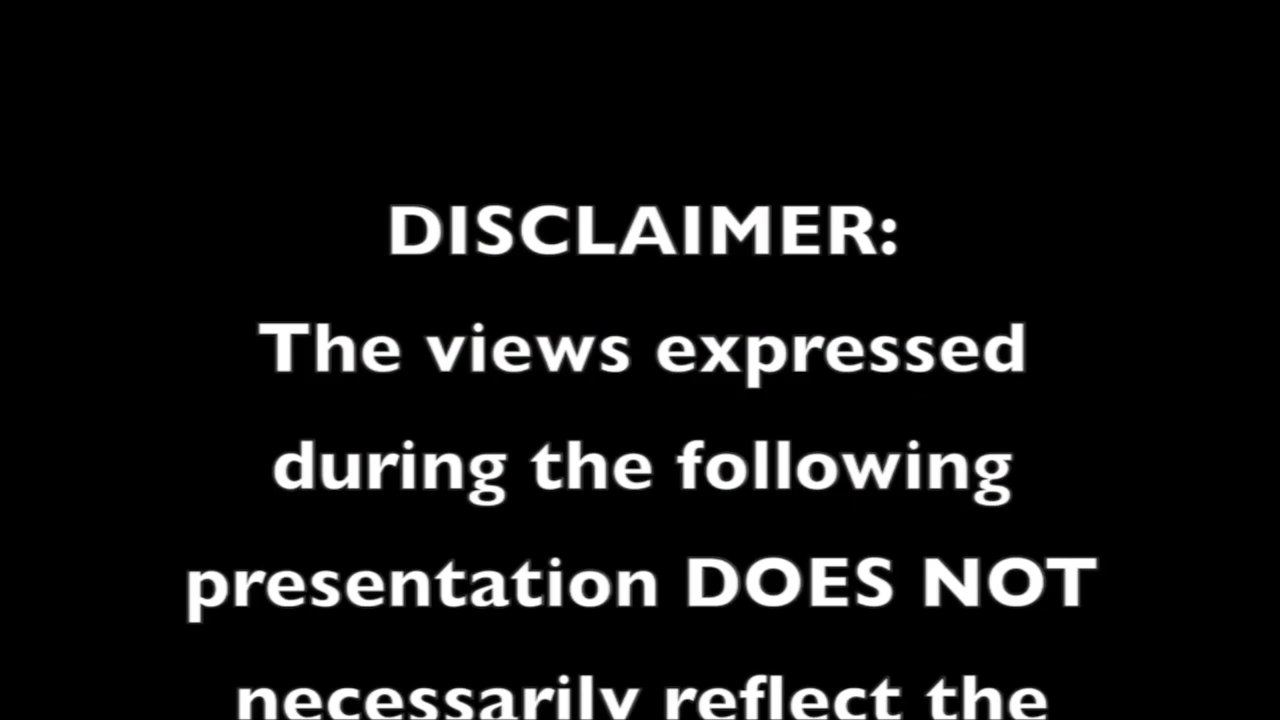 DISCLAIMER:
The views expressed
during the following
presentation DOES NOT
necessarily reflect the